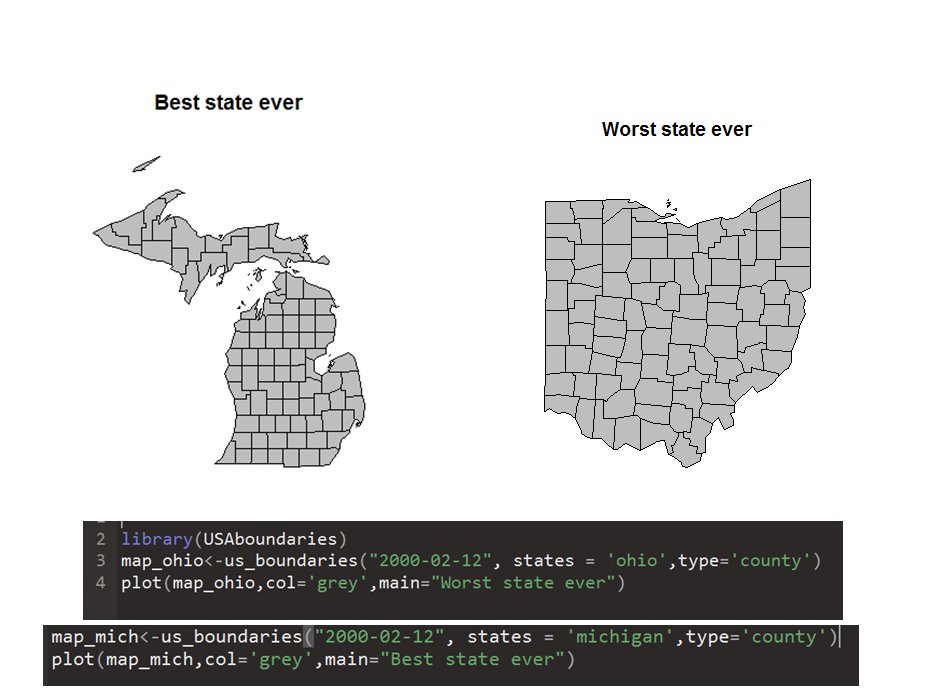 Best state ever
Worst state ever
2 library(USAboundaries)
3 map_ohio<-us_boundaries("2000-02-12", states = 'ohio',type='county')
4 plot(map_ohio,col='grey',main="Worst state ever")
map_mich<-us_boundaries("2000-02-12", states = 'michigan',type='county')
plot(map_mich,col='grey',main="Best state ever")